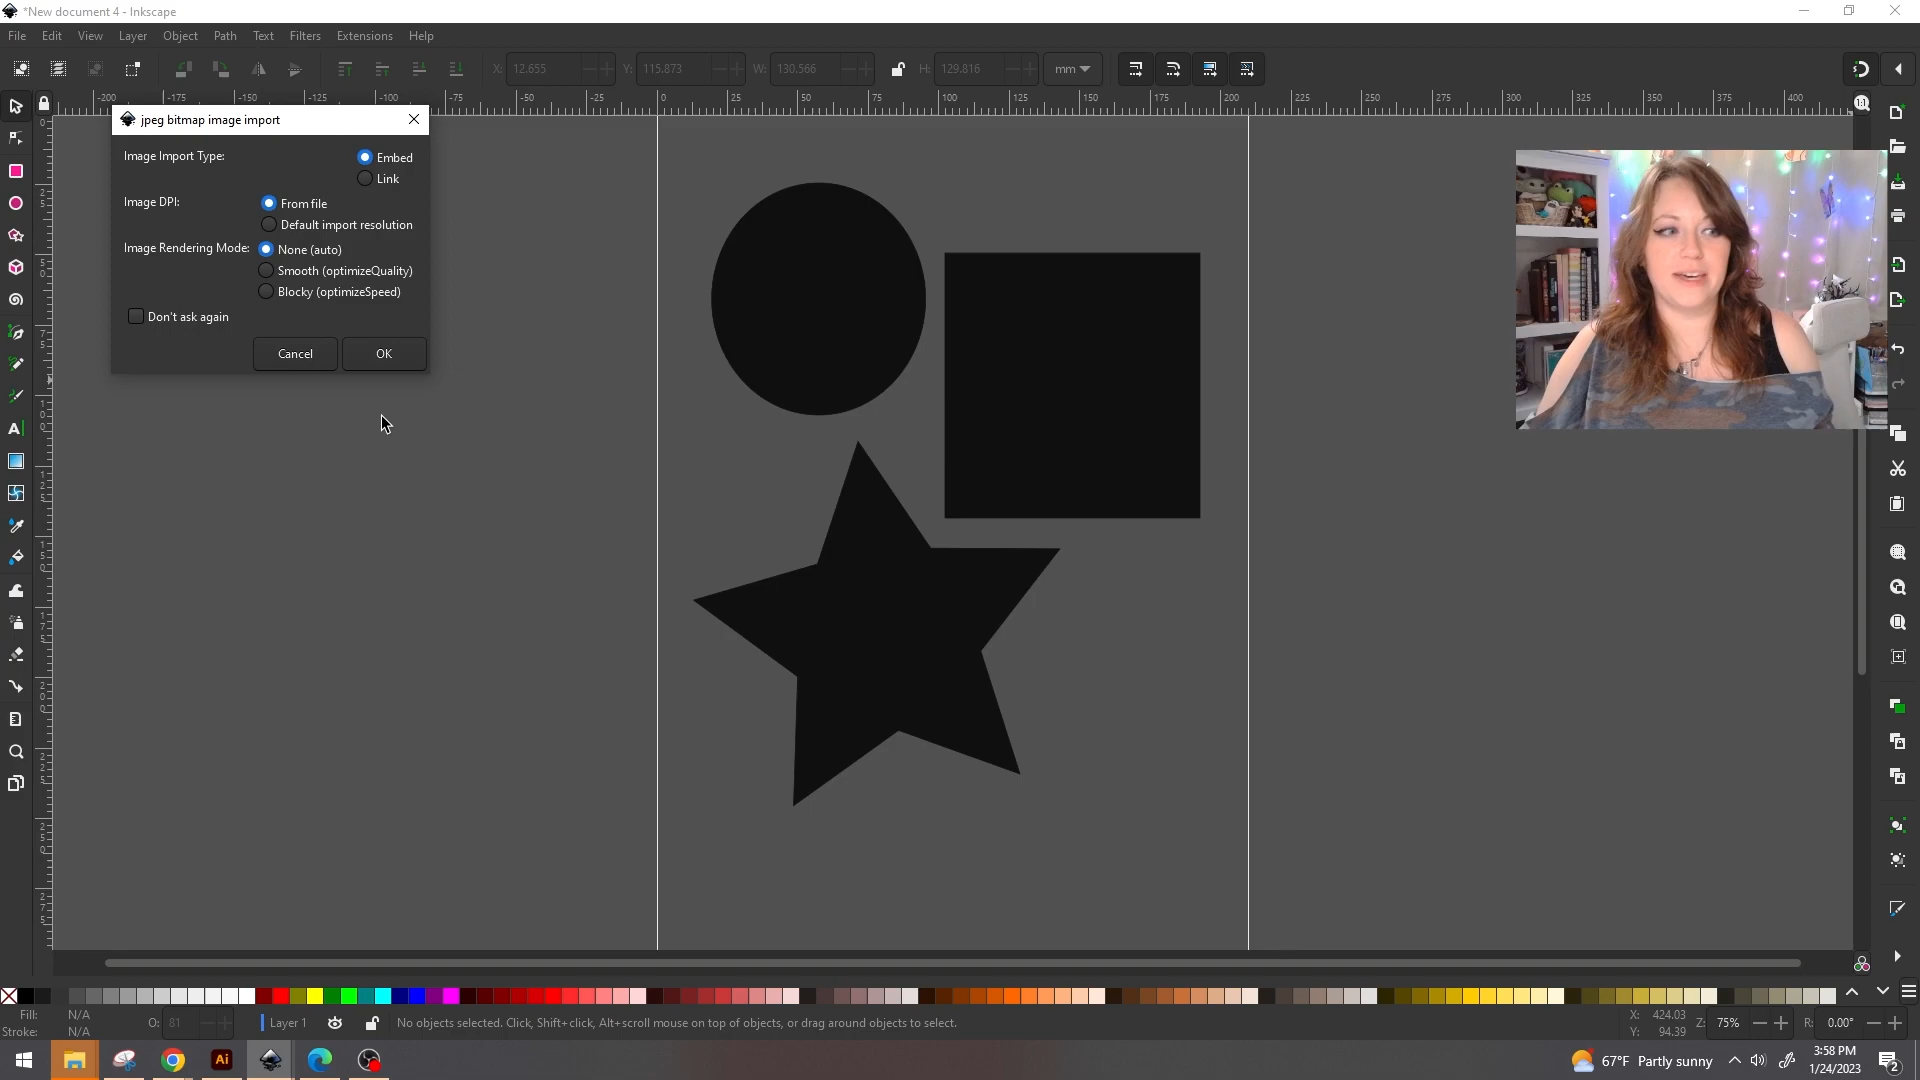 *New document 4 - Inkscape
File Edit View Layer Object Path Text Filters Extensions Help
X: 12.655 Y: 115.873 W: 130.566 H: 129.816 mm
-200 -175 -150 -125 -100 -75 -50 -25 0 25 50 75 100 125 150 175 200 225 250 275 300 325 350 375 400
jpeg bitmap image import
Image Import Type: Embed
Link
Image DPI: From file
Default import resolution
Image Rendering Mode: None (auto)
Smooth (optimizeQuality)
Blocky (optimizeSpeed)
Don't ask again
Cancel OK
Fill: N/A
Stroke: N/A
O: 81
Layer 1
No objects selected. Click, Shift+click, Alt+scroll mouse on top of objects, or drag around objects to select.
X: 424.03
Y: 94.39
Z: 75%
R: 0.00°
Ai
67°F Partly sunny
3:58 PM
1/24/2023
2